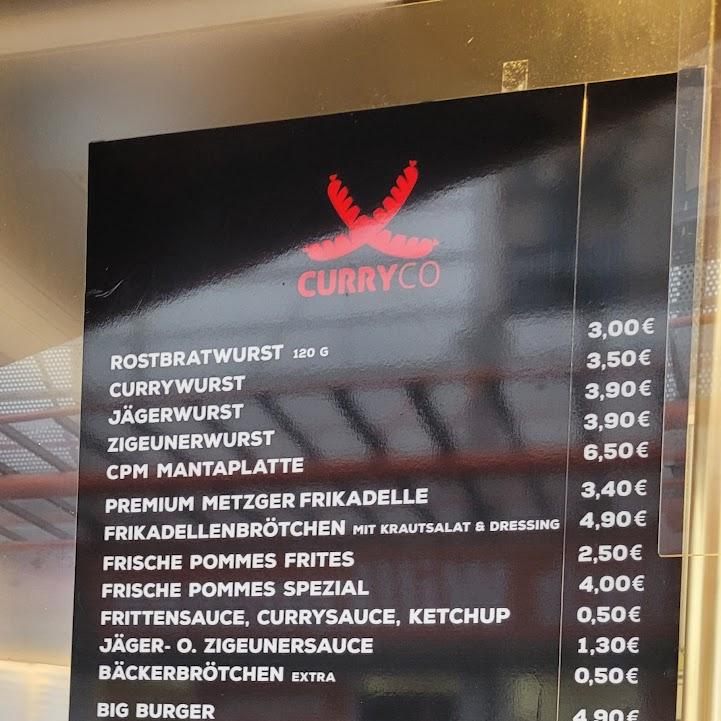 CURRYCO
ROSTBRATWURST 120 G 3,00 €
CURRYWURST 3,50 €
JÄGERWURST 3,90 €
ZIGEUNERWURST 3,90 €
CPM MANTAPLATTE 6,50 €
PREMIUM METZGER FRIKADELLE 3,40 €
FRIKADELLENBRÖTCHEN MIT KRAUTSALAT & DRESSING 4,90 €
FRISCHE POMMES FRITES 2,50 €
FRISCHE POMMES SPEZIAL 4,00 €
FRITTENSAUCE, CURRYSAUCE, KETCHUP 0,50 €
JÄGER- O. ZIGEUNERSAUCE 1,30 €
BÄCKERBRÖTCHEN EXTRA 0,50 €
BIG BURGER 4,90 €